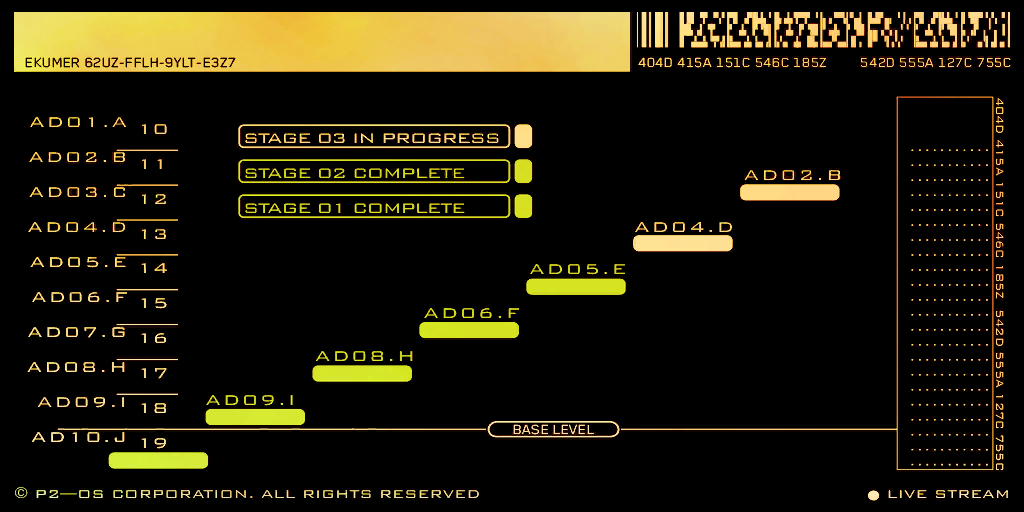 EKUMER 62UZ-FFLH-9YLT-E3Z7
404D 415A 151C 546C 185Z 542D 555A 127C 755C
AD01.A 10
AD02.B 11
AD03.C 12
AD04.D 13
AD05.E 14
AD06.F 15
AD07.G 16
AD08.H 17
AD09.I 18
AD10.J 19
STAGE 03 IN PROGRESS
STAGE 02 COMPLETE
STAGE 01 COMPLETE
AD02.B
AD04.D
AD05.E
AD06.F
AD08.H
AD09.I
BASE LEVEL
404D 415A 151C 546C 185Z 542D 555A 127C 755C
© P2—OS CORPORATION. ALL RIGHTS RESERVED
LIVE STREAM